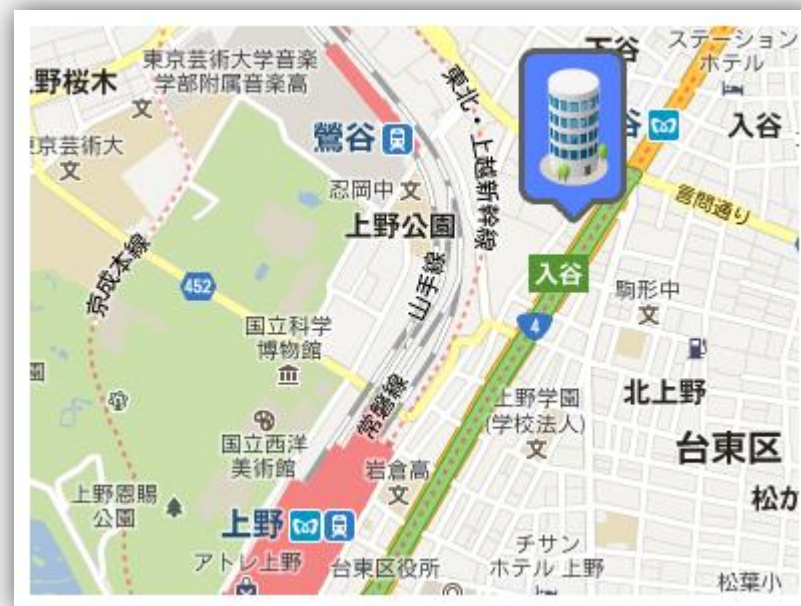 東京芸術大学音楽
学部附属音楽高
野桜木
京芸術大
文
下谷
ステーション
ホテル
谷
入谷
鶯谷
忍岡中
文
上野公園
東北・上越新幹線
言問通り
京成本線
山手線
入谷
452
4
駒形中
文
国立科学
博物館
園
常磐線
北上野
上野学園
(学校法人)
文
国立西洋
美術館
台東区
岩倉高
文
松が
上野恩賜
公園
上野
アトレ上野
台東区役所
チサン
ホテル 上野
松葉小